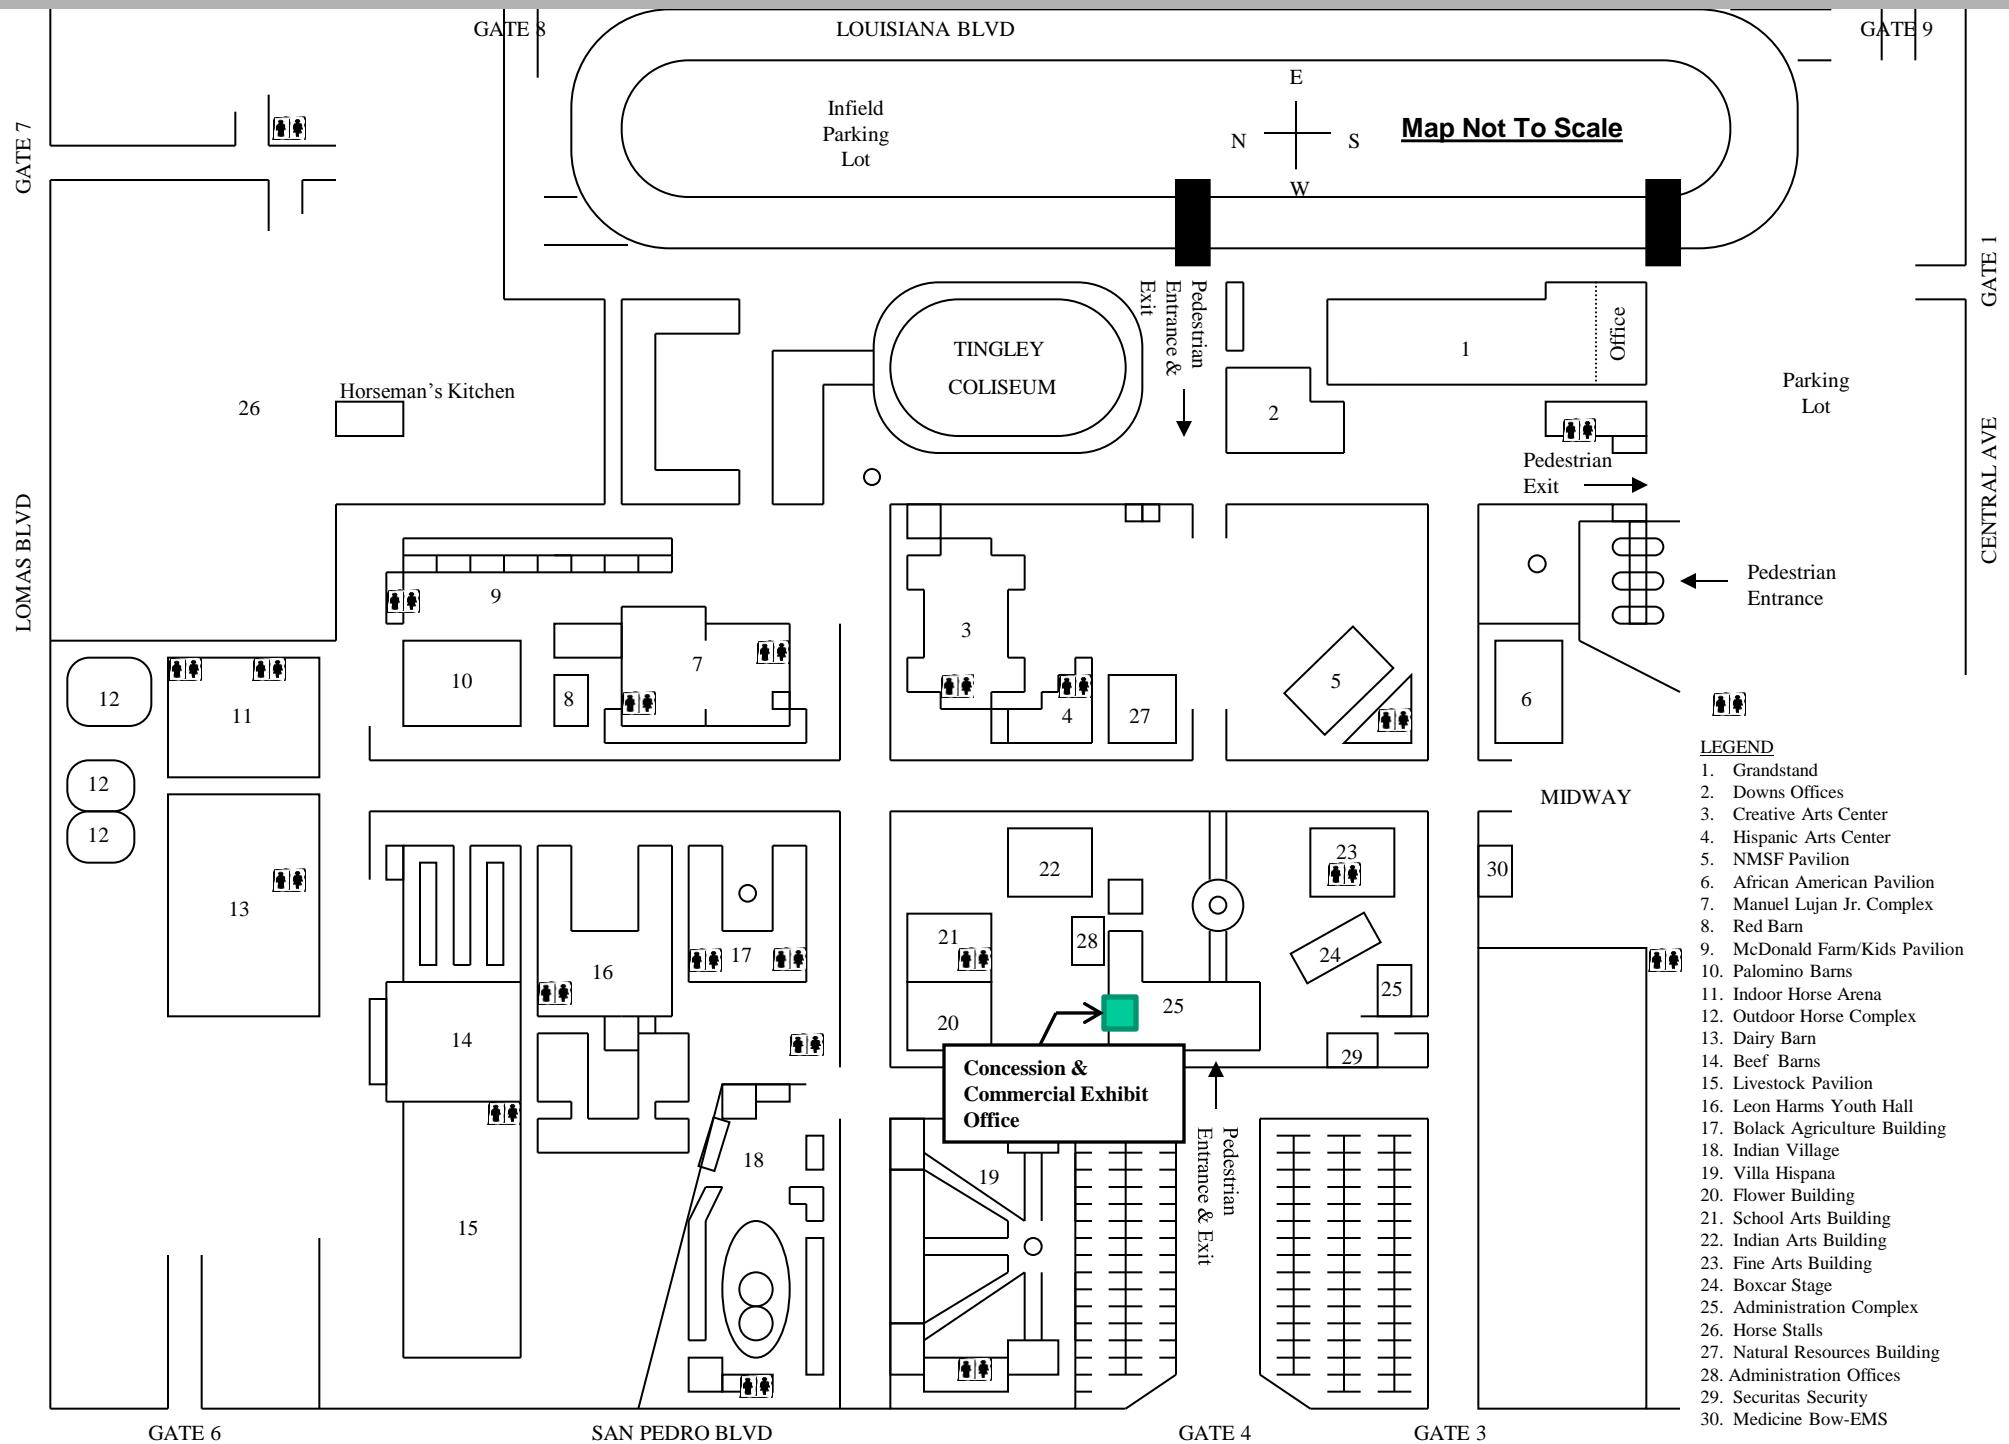 GATE 8
LOUISIANA BLVD
GATE 9
E
N
S
W
Map Not To Scale
Infield
Parking
Lot
GATE 7
GATE 1
Pedestrian
Entrance &
Exit
TINGLEY
COLISEUM
1
Office
2
Parking
Lot
26
Horseman’s Kitchen
Pedestrian
Exit
LOMAS BLVD
CENTRAL AVE
Pedestrian
Entrance
9
3
7
10
8
5
6
12
11
4
27
12
12
MIDWAY
13
22
23
30
21
28
24
16
17
25
25
20
14
29
Concession &
Commercial Exhibit
Office
Pedestrian
Entrance & Exit
18
19
15
LEGEND
1. Grandstand
2. Downs Offices
3. Creative Arts Center
4. Hispanic Arts Center
5. NMSF Pavilion
6. African American Pavilion
7. Manuel Lujan Jr. Complex
8. Red Barn
9. McDonald Farm/Kids Pavilion
10. Palomino Barns
11. Indoor Horse Arena
12. Outdoor Horse Complex
13. Dairy Barn
14. Beef Barns
15. Livestock Pavilion
16. Leon Harms Youth Hall
17. Bolack Agriculture Building
18. Indian Village
19. Villa Hispana
20. Flower Building
21. School Arts Building
22. Indian Arts Building
23. Fine Arts Building
24. Boxcar Stage
25. Administration Complex
26. Horse Stalls
27. Natural Resources Building
28. Administration Offices
29. Securitas Security
30. Medicine Bow-EMS
GATE 6
SAN PEDRO BLVD
GATE 4
GATE 3